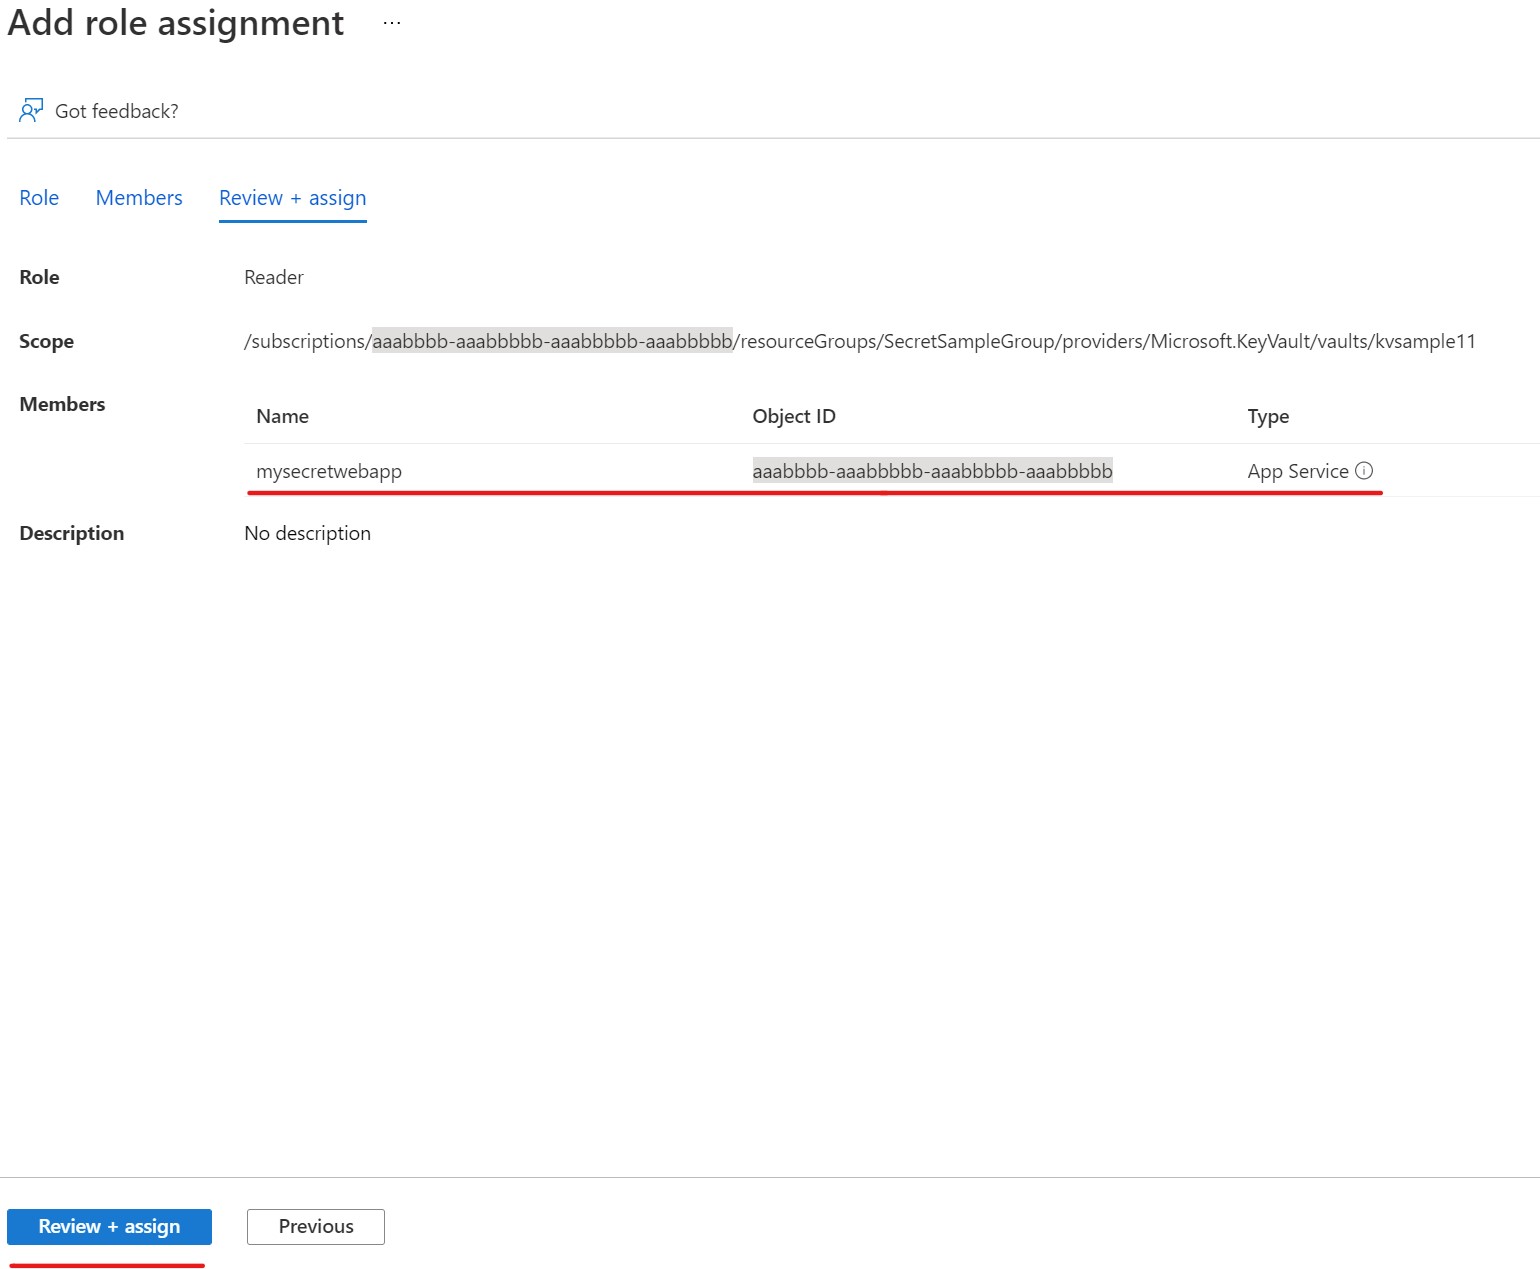 Add role assignment ...
Got feedback?
Role Members Review + assign
Role Reader
Scope /subscriptions/aaabbbb-aaabbbbb-aaabbbbb-aaabbbbb/resourceGroups/SecretSampleGroup/providers/Microsoft.KeyVault/vaults/kvsample11
Members
Name Object ID Type
mysecretwebapp aaabbbb-aaabbbbb-aaabbbbb-aaabbbbb App Service
Description No description
Review + assign Previous